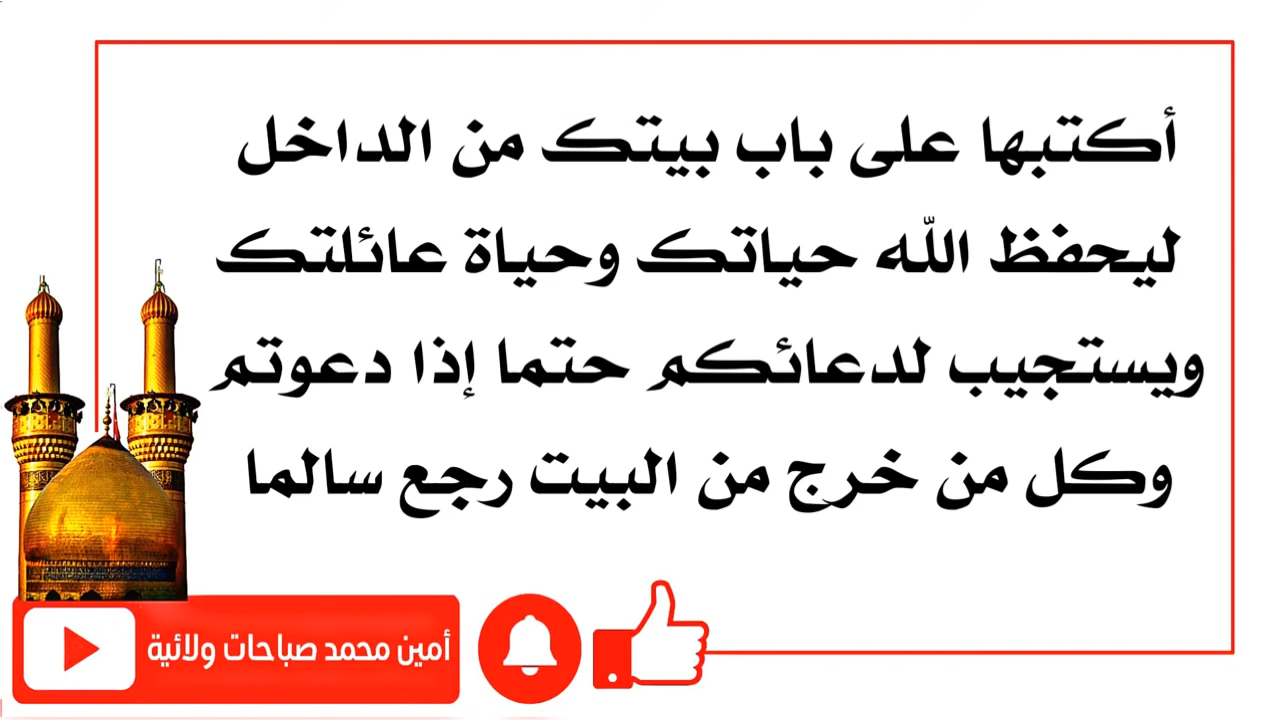 أكتبها على باب بيتك من الداخل
ليحفظ الله حياتك وحياة عائلتك
ويستجيب لدعائكم حتما إذا دعوتم
وكل من خرج من البيت رجع سالما
أمين محمد صباحات ولائية